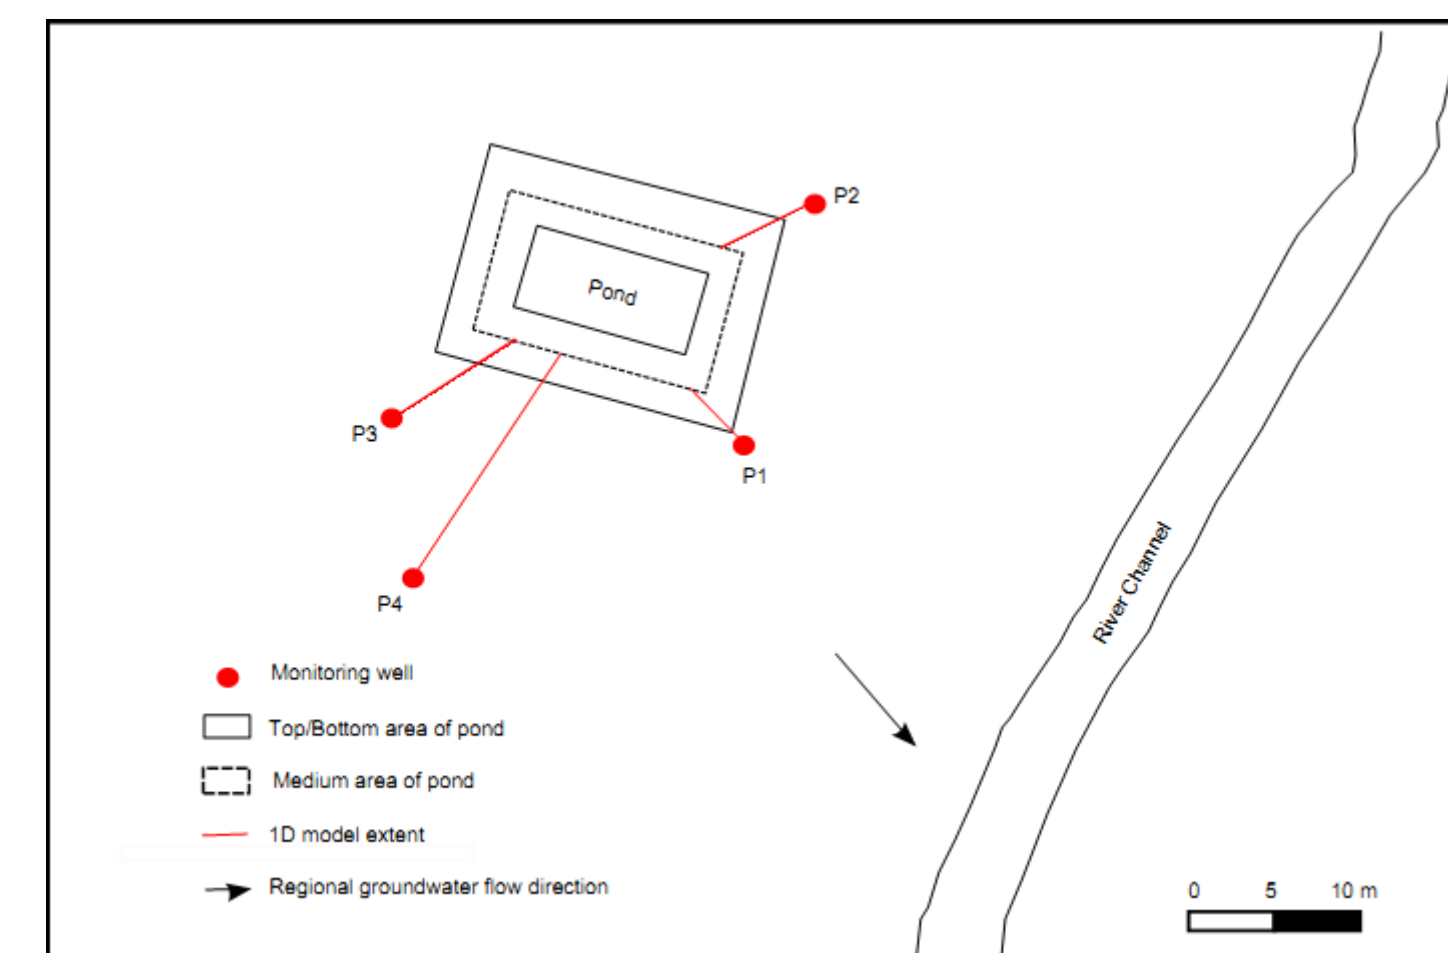 P2
Pond
P3
P1
P4
River Channel
Monitoring well
Top/Bottom area of pond
Medium area of pond
1D model extent
Regional groundwater flow direction
0 5 10 m